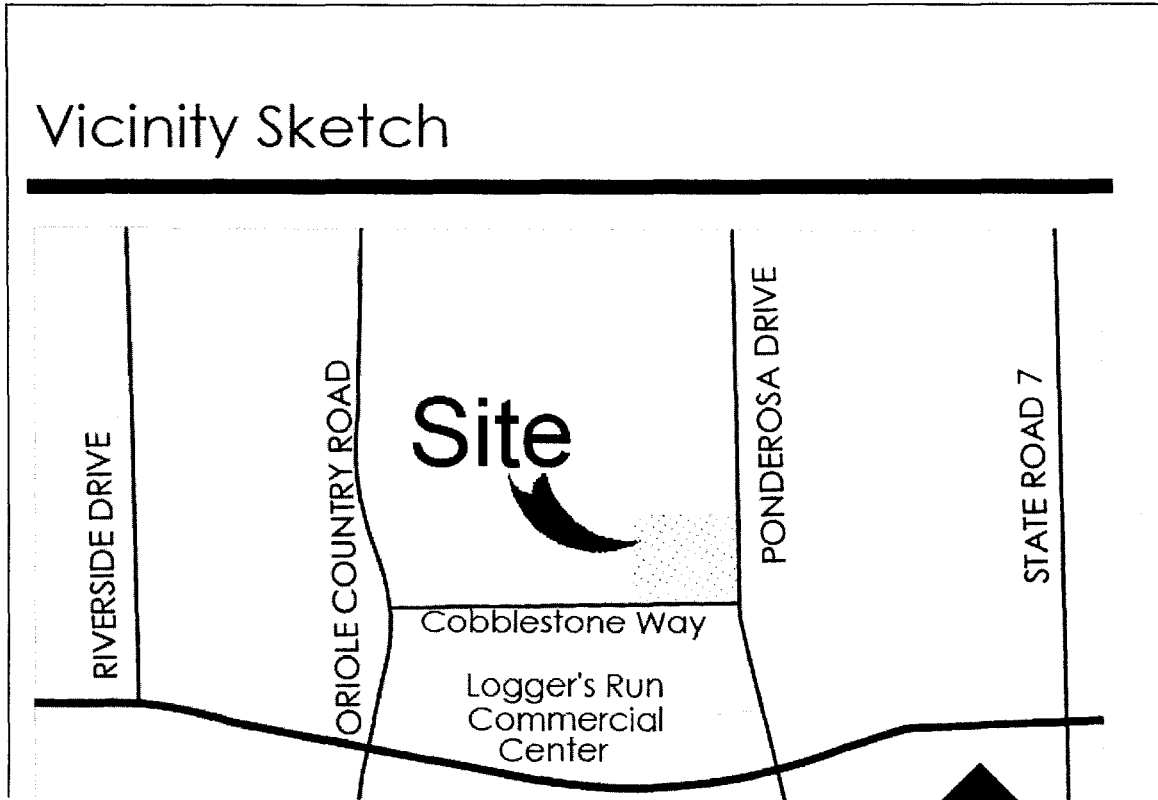 Vicinity Sketch
RIVERSIDE DRIVE
ORIOLE COUNTRY ROAD
Site
PONDEROSA DRIVE
STATE ROAD 7
Cobblestone Way
Logger's Run
Commercial
Center